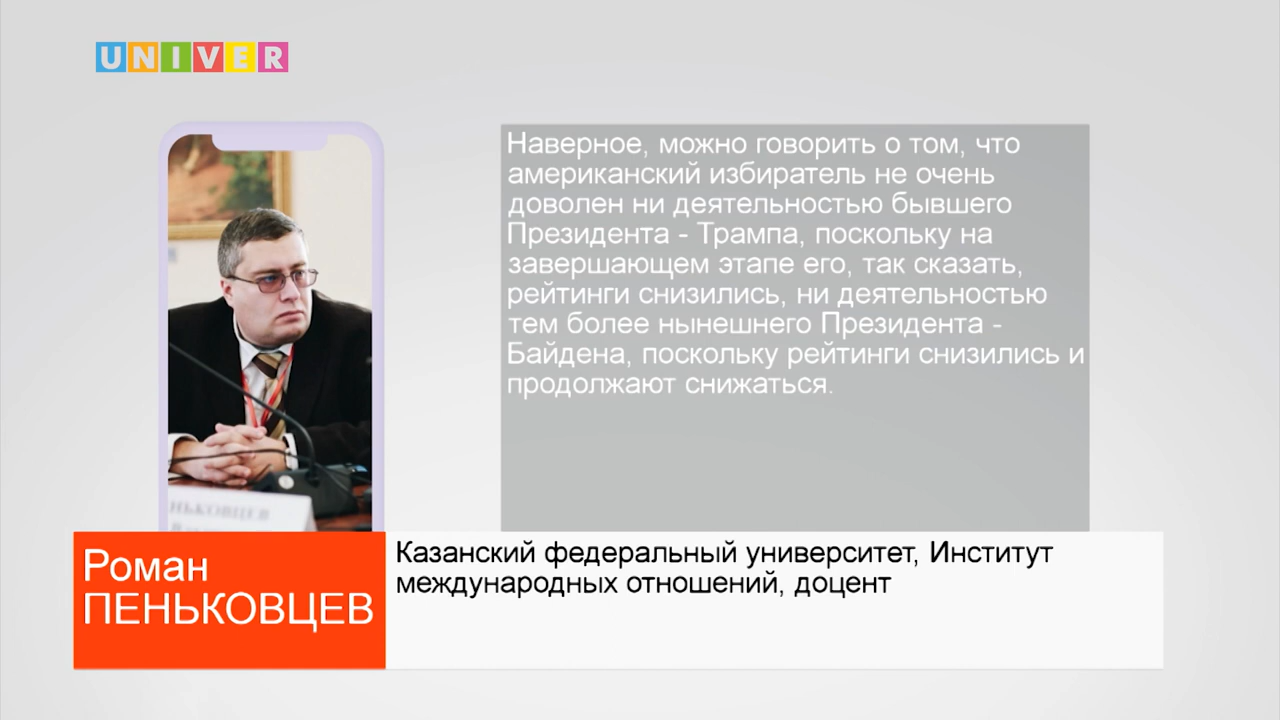 UNIVER
Наверное, можно говорить о том, что
американский избиратель не очень
доволен ни деятельностью бывшего
Президента - Трампа, поскольку на
завершающем этапе его, так сказать,
рейтинги снизились, ни деятельностью
тем более нынешнего Президента -
Байдена, поскольку рейтинги снизились и
продолжают снижаться.
НЬКОВЦЕВ
Роман
ПЕНЬКОВЦЕВ
Казанский федеральный университет, Институт
международных отношений, доцент